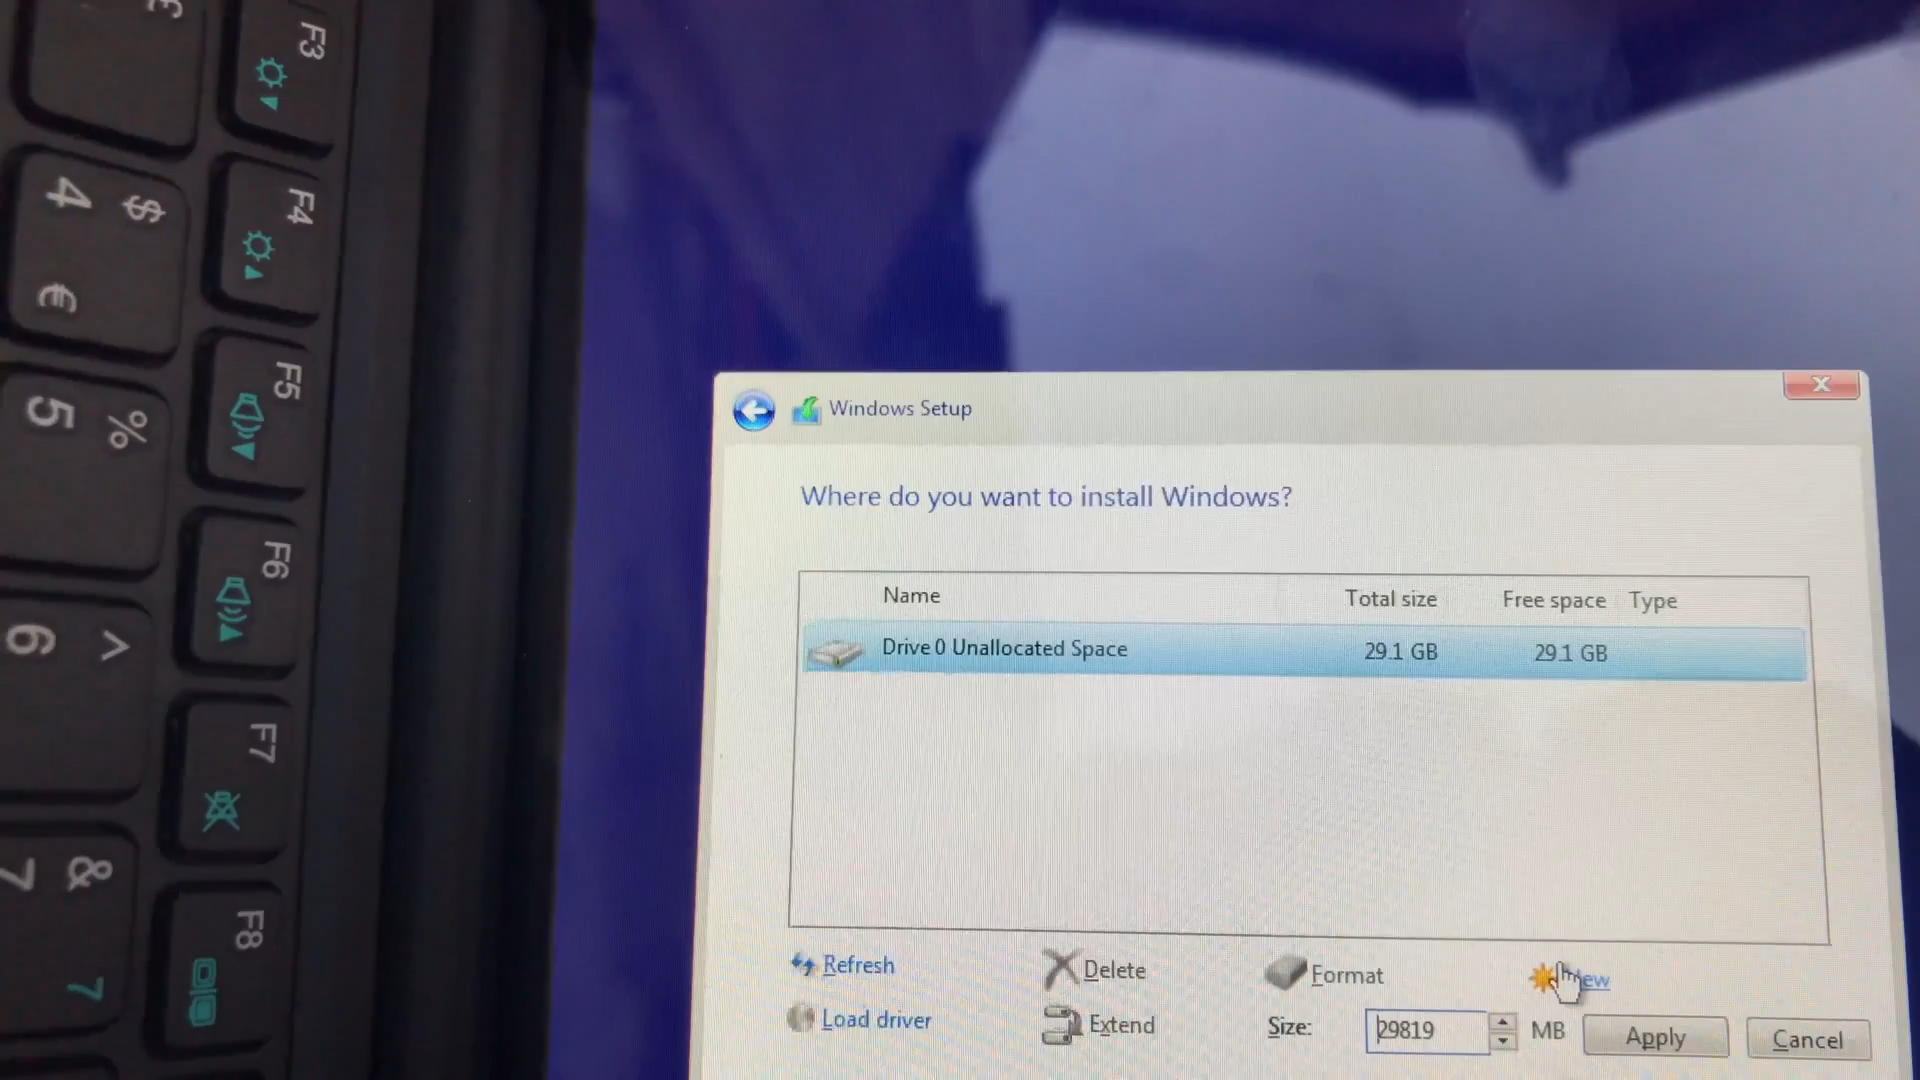 Windows Setup
Where do you want to install Windows?
Name Total size Free space Type
Drive 0 Unallocated Space 29.1 GB 29.1 GB
Refresh Delete Format
Load driver Extend Size: 29819 MB Apply Cancel
F3
F4
F5
F6
F7
F8
£
$
4 €
%
5
^
6
&
7 7